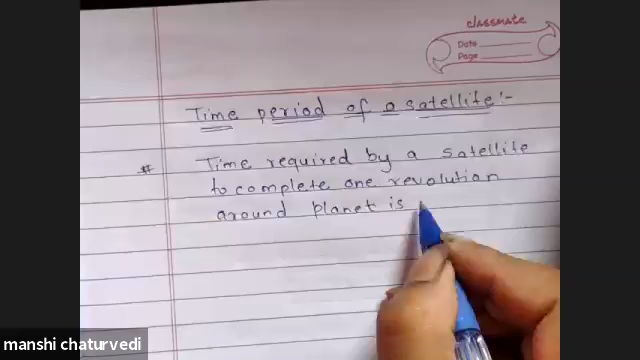 classmate
Date
Page
Time period of a satellite :-
# Time required by a satellite
to complete one revolution
around planet is
manshi chaturvedi